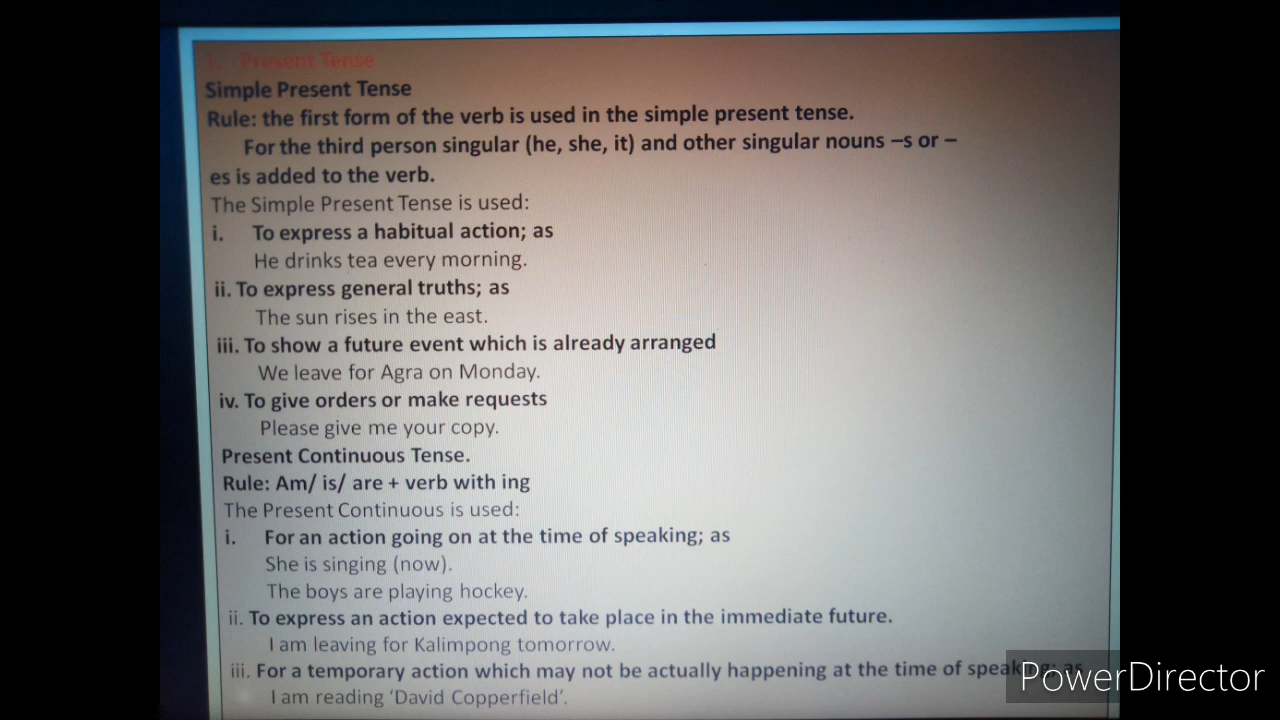 1. Present Tense
Simple Present Tense
Rule: the first form of the verb is used in the simple present tense.
For the third person singular (he, she, it) and other singular nouns –s or –
es is added to the verb.
The Simple Present Tense is used:
i. To express a habitual action; as
He drinks tea every morning.
ii. To express general truths; as
The sun rises in the east.
iii. To show a future event which is already arranged
We leave for Agra on Monday.
iv. To give orders or make requests
Please give me your copy.
Present Continuous Tense.
Rule: Am/ is/ are + verb with ing
The Present Continuous is used:
i. For an action going on at the time of speaking; as
She is singing (now).
The boys are playing hockey.
ii. To express an action expected to take place in the immediate future.
I am leaving for Kalimpong tomorrow.
iii. For a temporary action which may not be actually happening at the time of speaking; as
I am reading ‘David Copperfield’.
PowerDirector